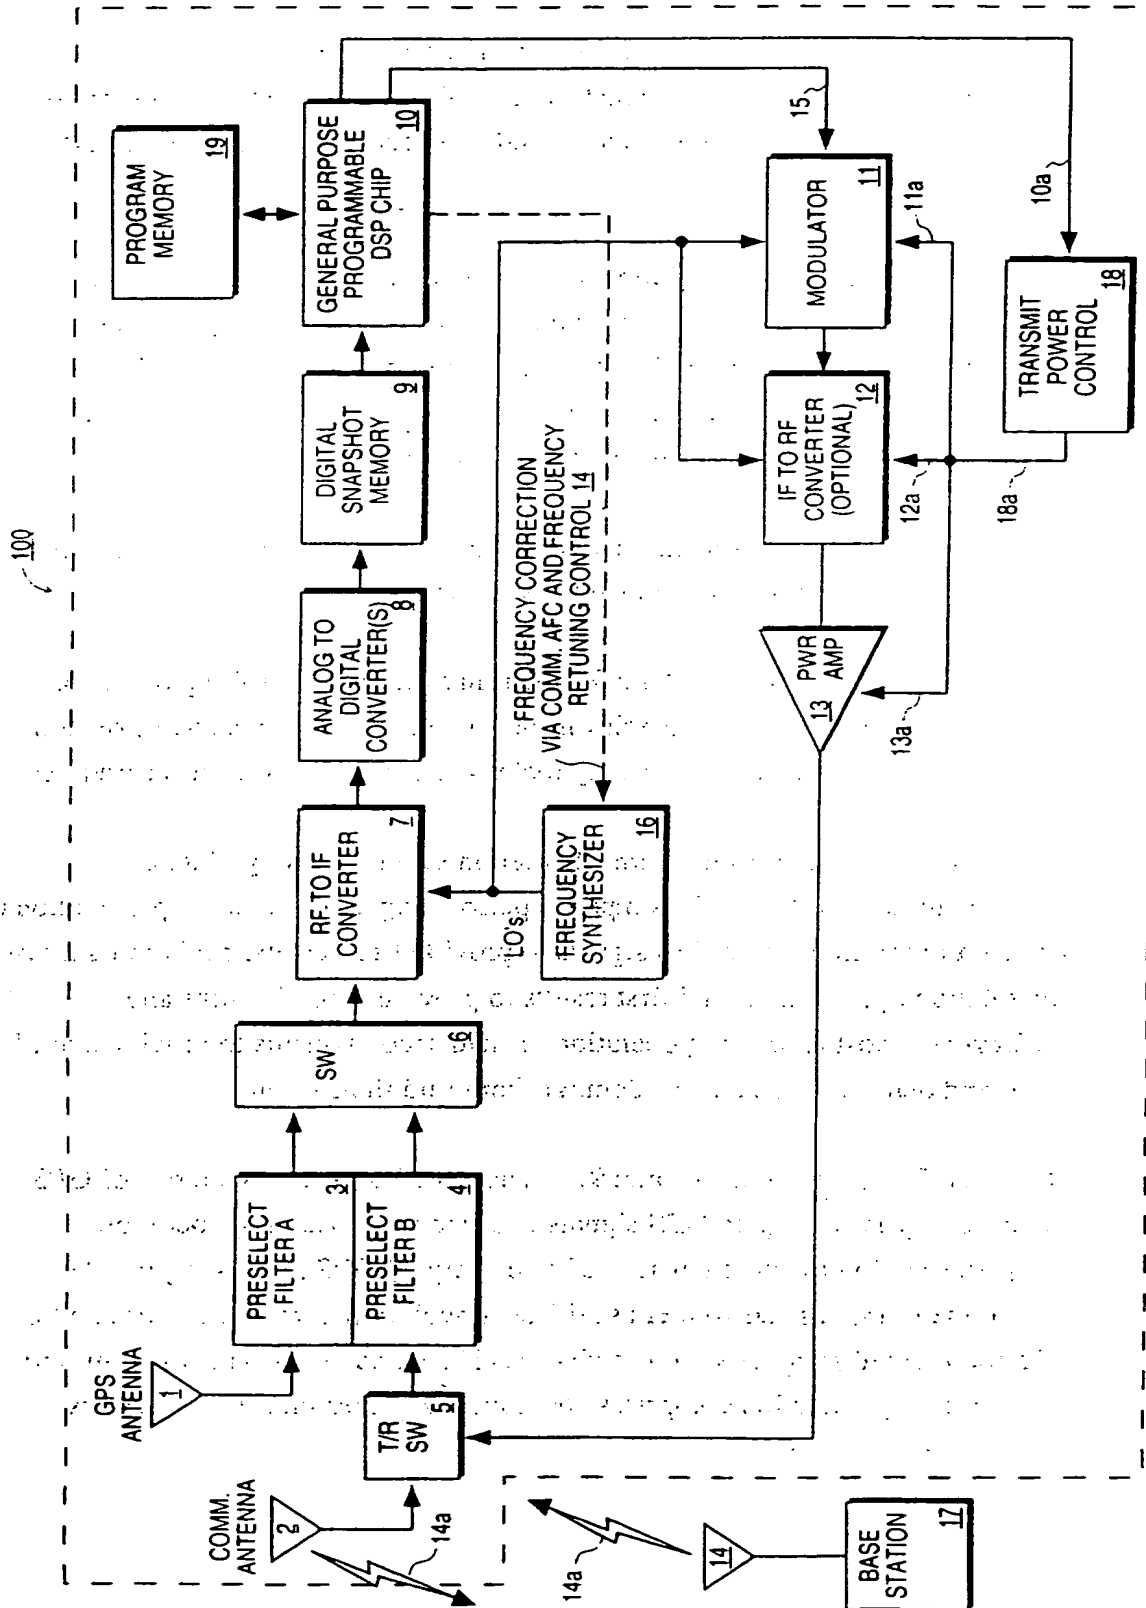 100
GPS
ANTENNA
1
COMM.
ANTENNA
2
14a
T/R
SW
5
PRESELECT
FILTER A
3
PRESELECT
FILTER B
4
SW
6
RF TO IF
CONVERTER
7
ANALOG TO
DIGITAL
CONVERTER(S)
8
DIGITAL
SNAPSHOT
MEMORY
9
GENERAL PURPOSE
PROGRAMMABLE
DSP CHIP
10
PROGRAM
MEMORY
19
LO's
FREQUENCY
SYNTHESIZER
16
FREQUENCY CORRECTION
VIA COMM. AFC AND FREQUENCY
RETUNING CONTROL 14
15
MODULATOR
11
11a
10a
IF TO RF
CONVERTER
(OPTIONAL)
12
12a
18a
PWR
AMP
13
13a
TRANSMIT
POWER
CONTROL
18
14a
14
BASE
STATION
17